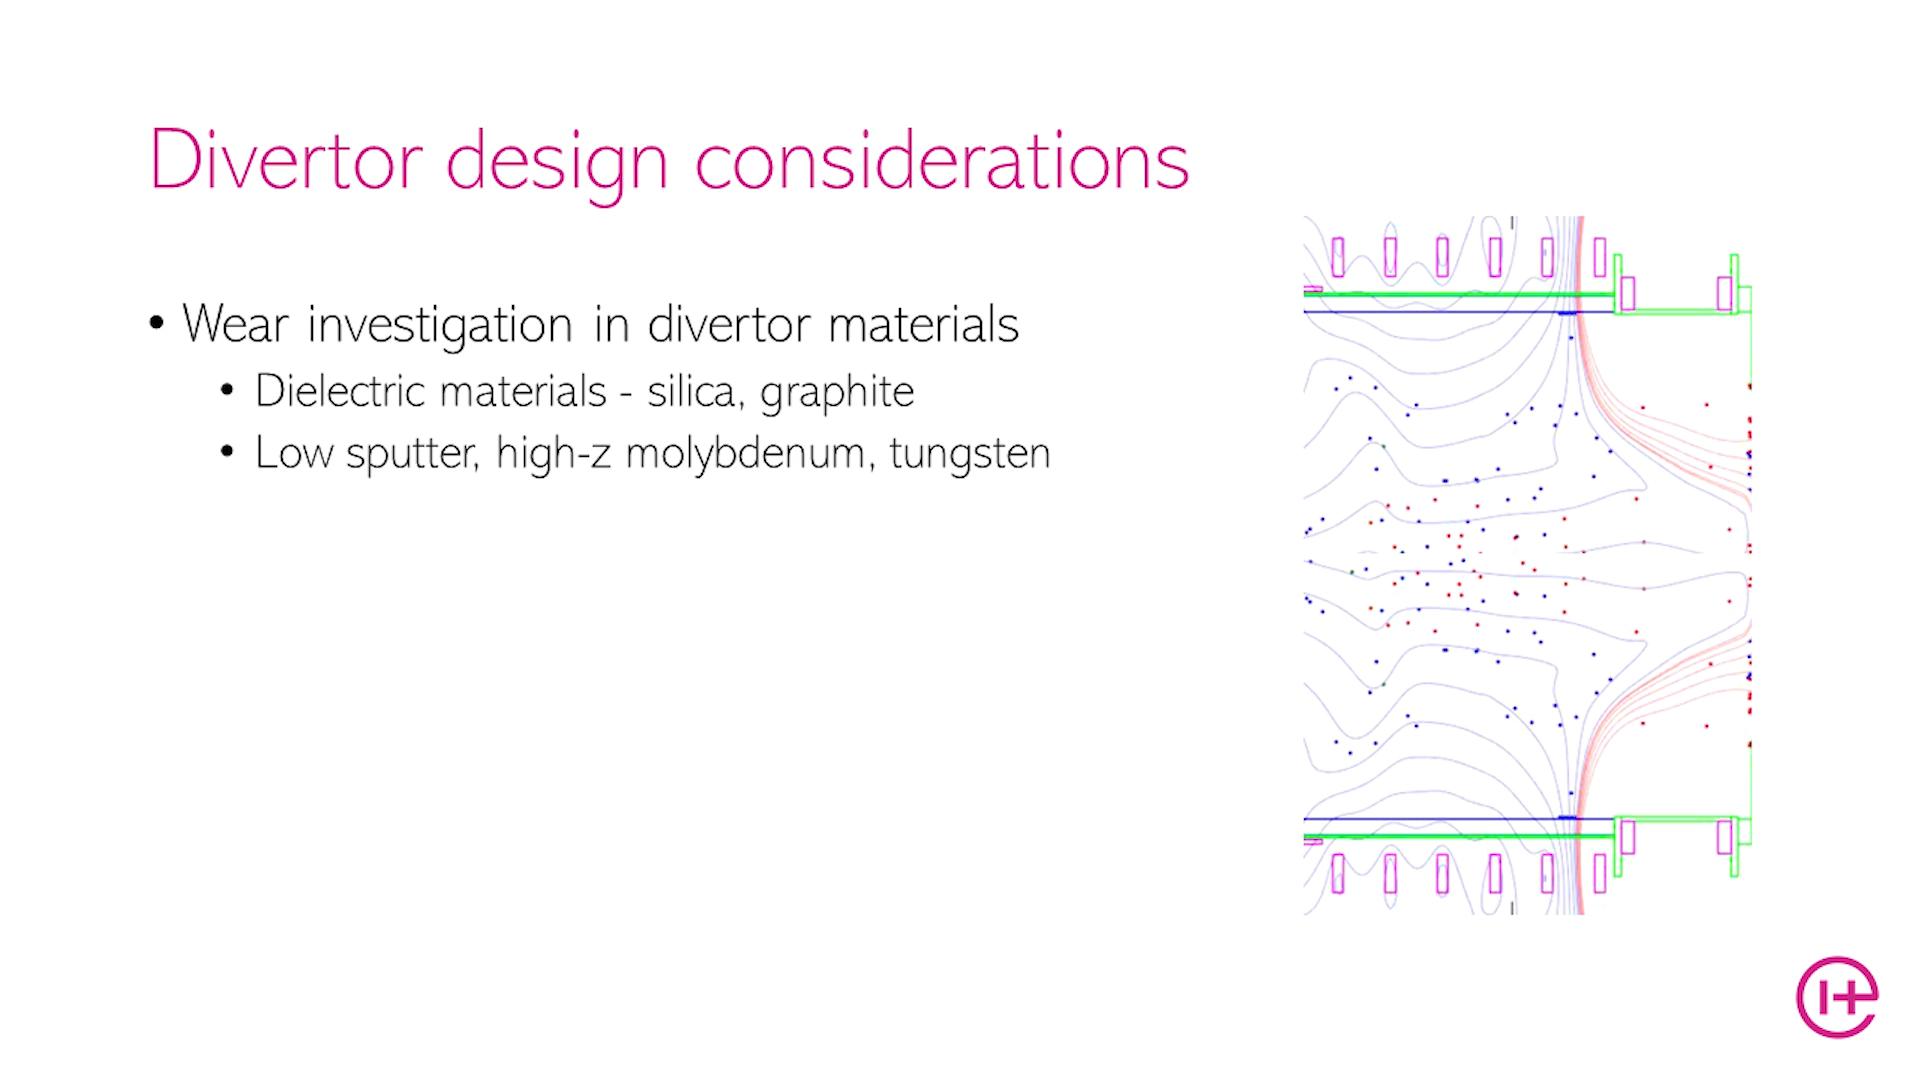 Divertor design considerations
• Wear investigation in divertor materials
• Dielectric materials - silica, graphite
• Low sputter, high-z molybdenum, tungsten